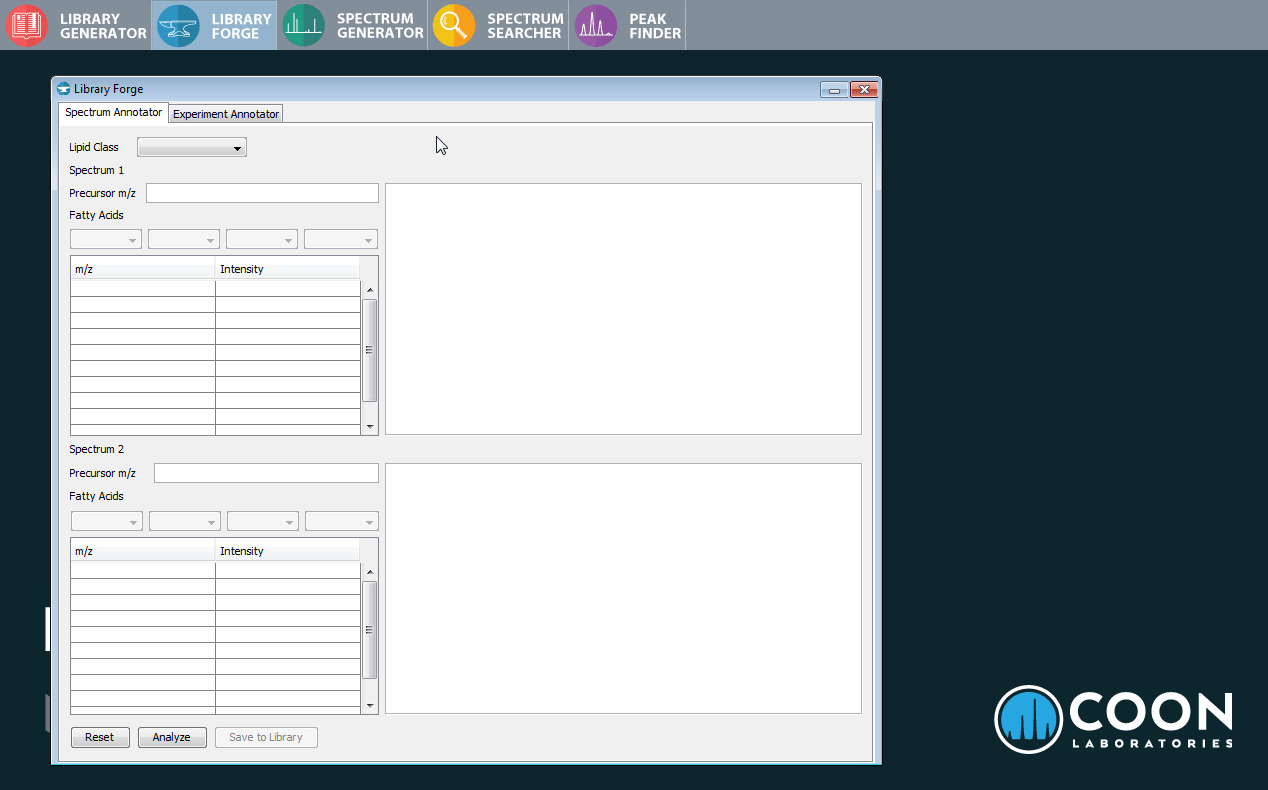 LIBRARY
GENERATOR
LIBRARY
FORGE
SPECTRUM
GENERATOR
SPECTRUM
SEARCHER
PEAK
FINDER
Library Forge
Spectrum Annotator
Experiment Annotator
Lipid Class
Spectrum 1
Precursor m/z
Fatty Acids
m/z Intensity
Spectrum 2
Precursor m/z
Fatty Acids
m/z Intensity
Reset Analyze Save to Library
COON
LABORATORIES